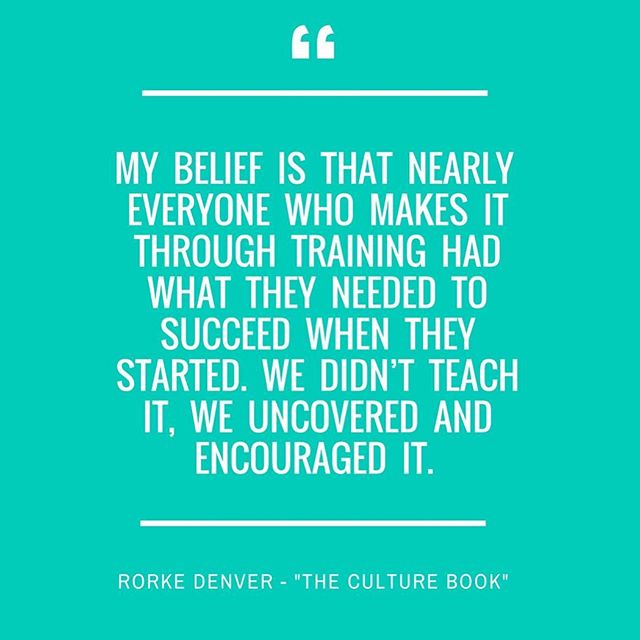 “
MY BELIEF IS THAT NEARLY
EVERYONE WHO MAKES IT
THROUGH TRAINING HAD
WHAT THEY NEEDED TO
SUCCEED WHEN THEY
STARTED. WE DIDN’T TEACH
IT, WE UNCOVERED AND
ENCOURAGED IT.
RORKE DENVER - "THE CULTURE BOOK"